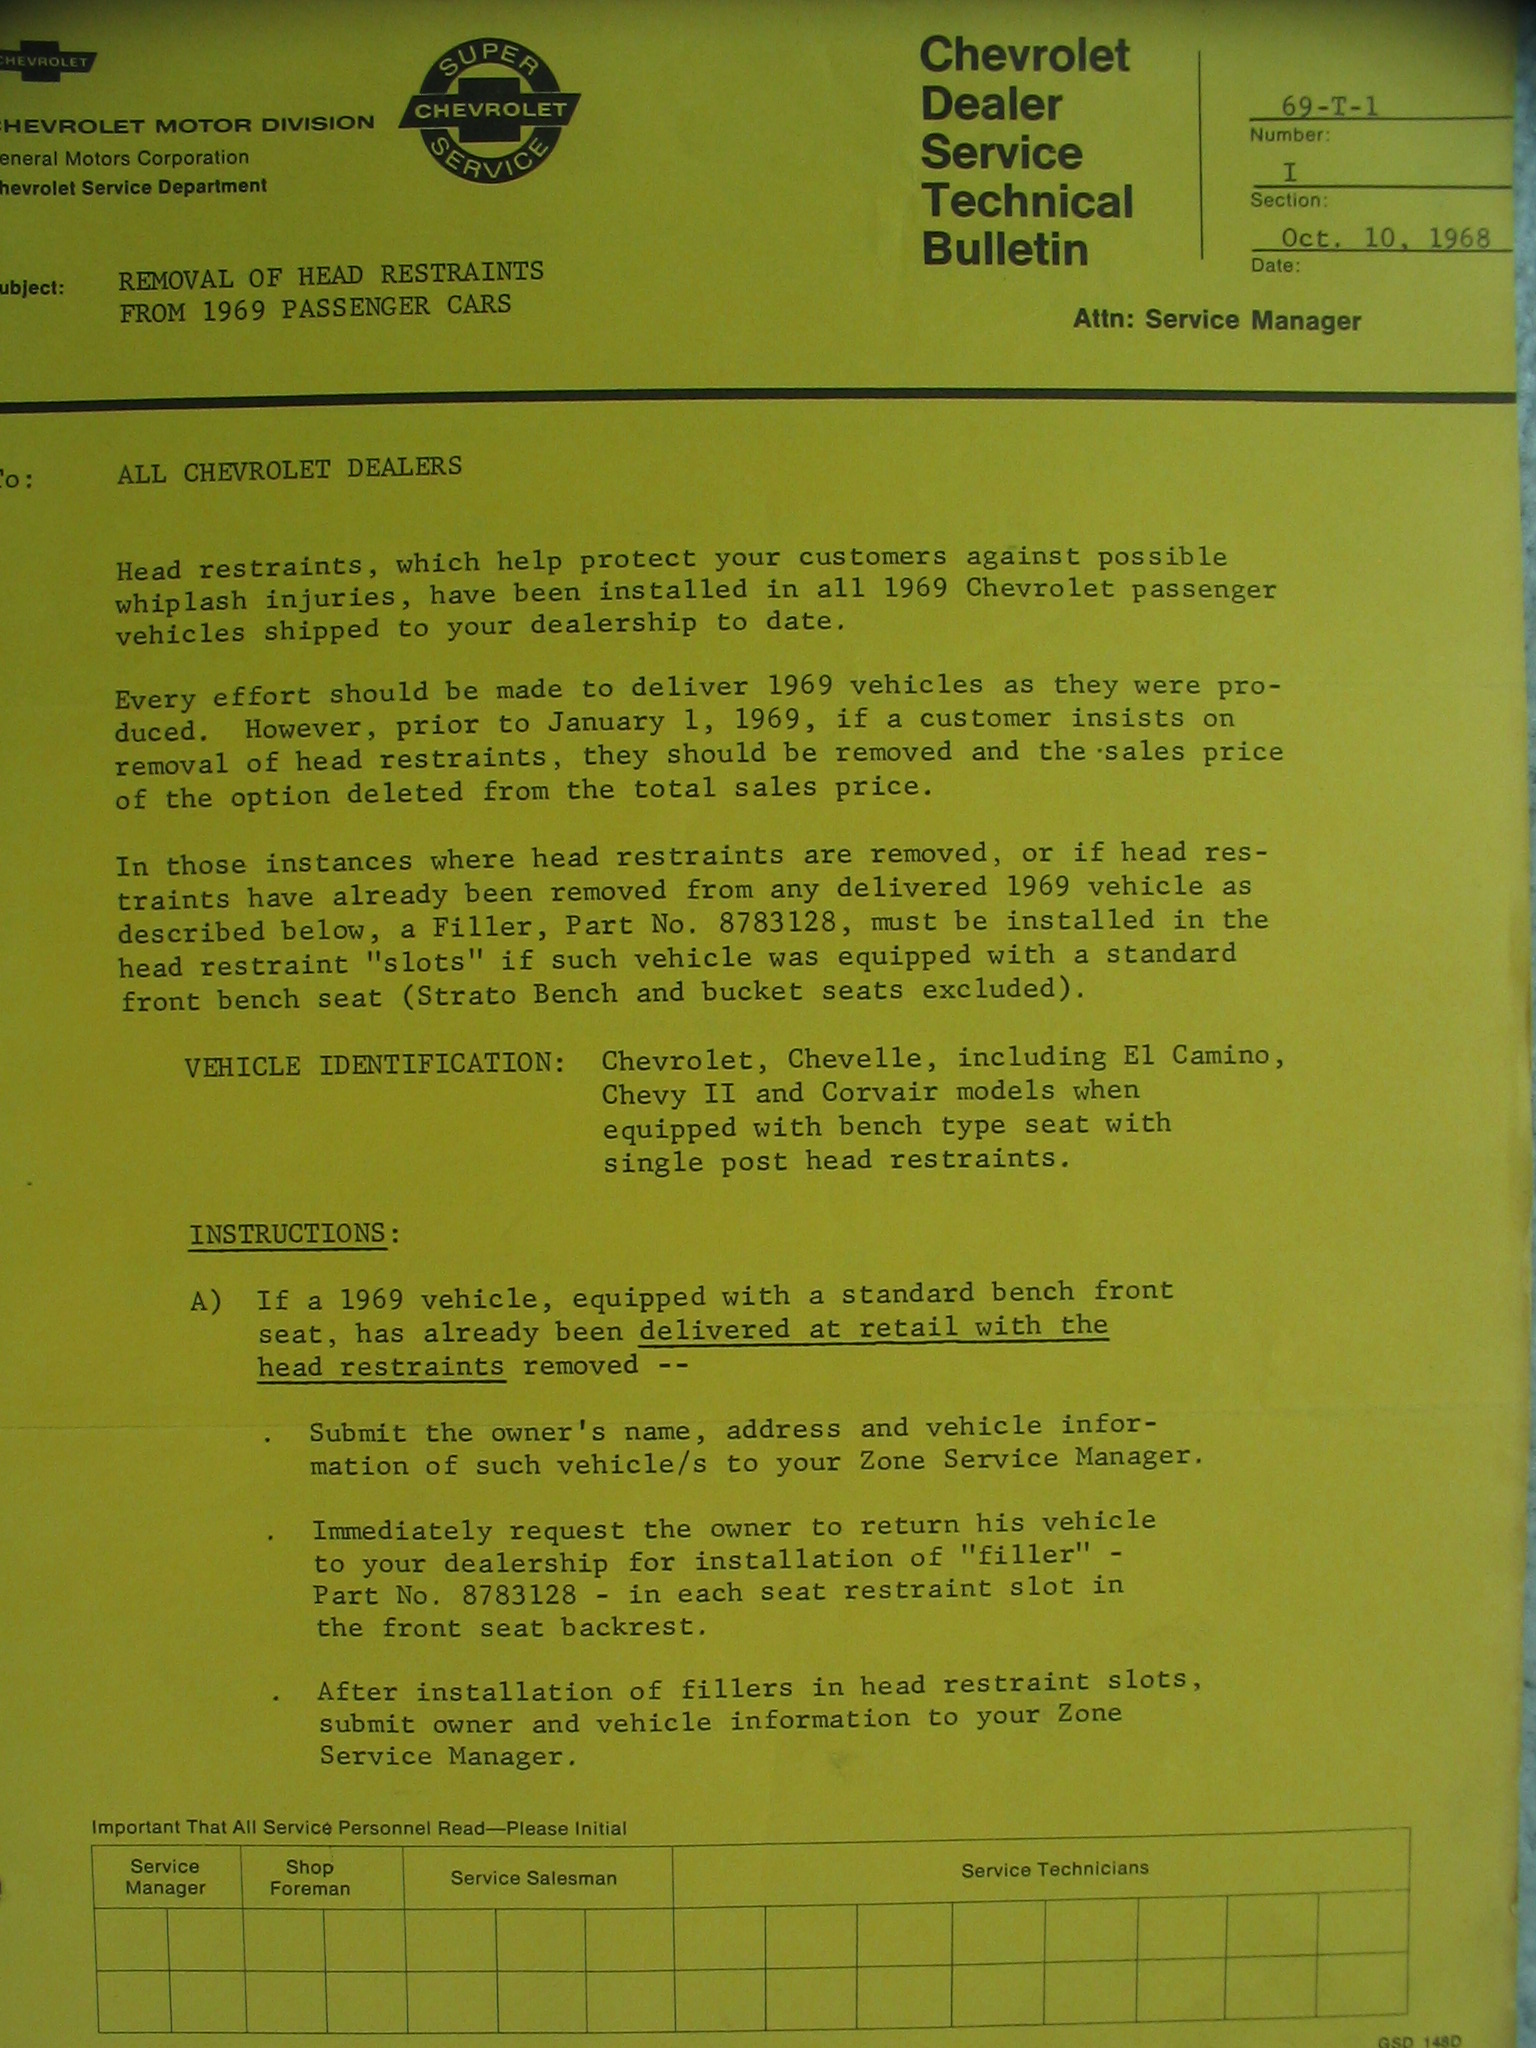 CHEVROLET
CHEVROLET MOTOR DIVISION
General Motors Corporation
Chevrolet Service Department
SUPER
CHEVROLET
SERVICE
Chevrolet
Dealer
Service
Technical
Bulletin
69-T-1
Number:
I
Section:
Oct. 10, 1968
Date:
Attn: Service Manager
Subject: REMOVAL OF HEAD RESTRAINTS
FROM 1969 PASSENGER CARS
To: ALL CHEVROLET DEALERS
Head restraints, which help protect your customers against possible
whiplash injuries, have been installed in all 1969 Chevrolet passenger
vehicles shipped to your dealership to date.
Every effort should be made to deliver 1969 vehicles as they were pro-
duced. However, prior to January 1, 1969, if a customer insists on
removal of head restraints, they should be removed and the sales price
of the option deleted from the total sales price.
In those instances where head restraints are removed, or if head res-
traints have already been removed from any delivered 1969 vehicle as
described below, a Filler, Part No. 8783128, must be installed in the
head restraint "slots" if such vehicle was equipped with a standard
front bench seat (Strato Bench and bucket seats excluded).
VEHICLE IDENTIFICATION: Chevrolet, Chevelle, including El Camino,
Chevy II and Corvair models when
equipped with bench type seat with
single post head restraints.
INSTRUCTIONS:
A) If a 1969 vehicle, equipped with a standard bench front
seat, has already been delivered at retail with the
head restraints removed --
. Submit the owner's name, address and vehicle infor-
mation of such vehicle/s to your Zone Service Manager.
. Immediately request the owner to return his vehicle
to your dealership for installation of "filler" -
Part No. 8783128 - in each seat restraint slot in
the front seat backrest.
. After installation of fillers in head restraint slots,
submit owner and vehicle information to your Zone
Service Manager.
Important That All Service Personnel Read—Please Initial
Service
Manager
Shop
Foreman
Service Salesman
Service Technicians
GSD 148D